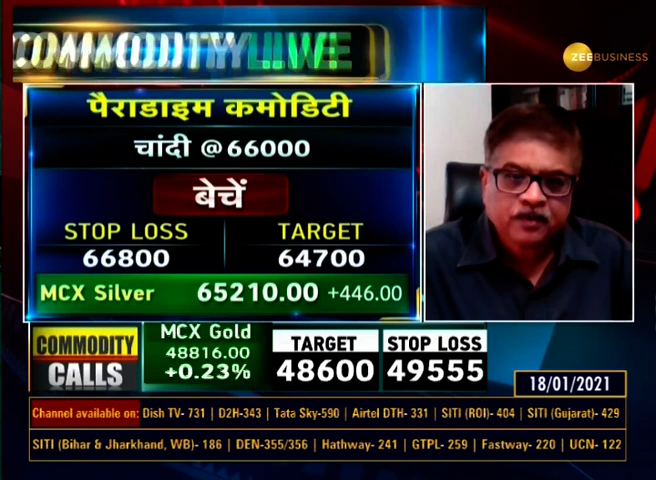 COMMODITY LIVE
ZEE BUSINESS
पैराडाइम कमोडिटी
चांदी @ 66000
बेचें
STOP LOSS TARGET
66800 64700
MCX Silver 65210.00 +446.00
COMMODITY CALLS
MCX Gold
48816.00
+0.23%
TARGET STOP LOSS
48600 49555
18/01/2021
Channel available on: Dish TV- 731 | D2H-343 | Tata Sky-590 | Airtel DTH- 331 | SITI (ROI)- 404 | SITI (Gujarat)- 429
SITI (Bihar & Jharkhand, WB)- 186 | DEN-355/356 | Hathway- 241 | GTPL- 259 | Fastway- 220 | UCN- 122